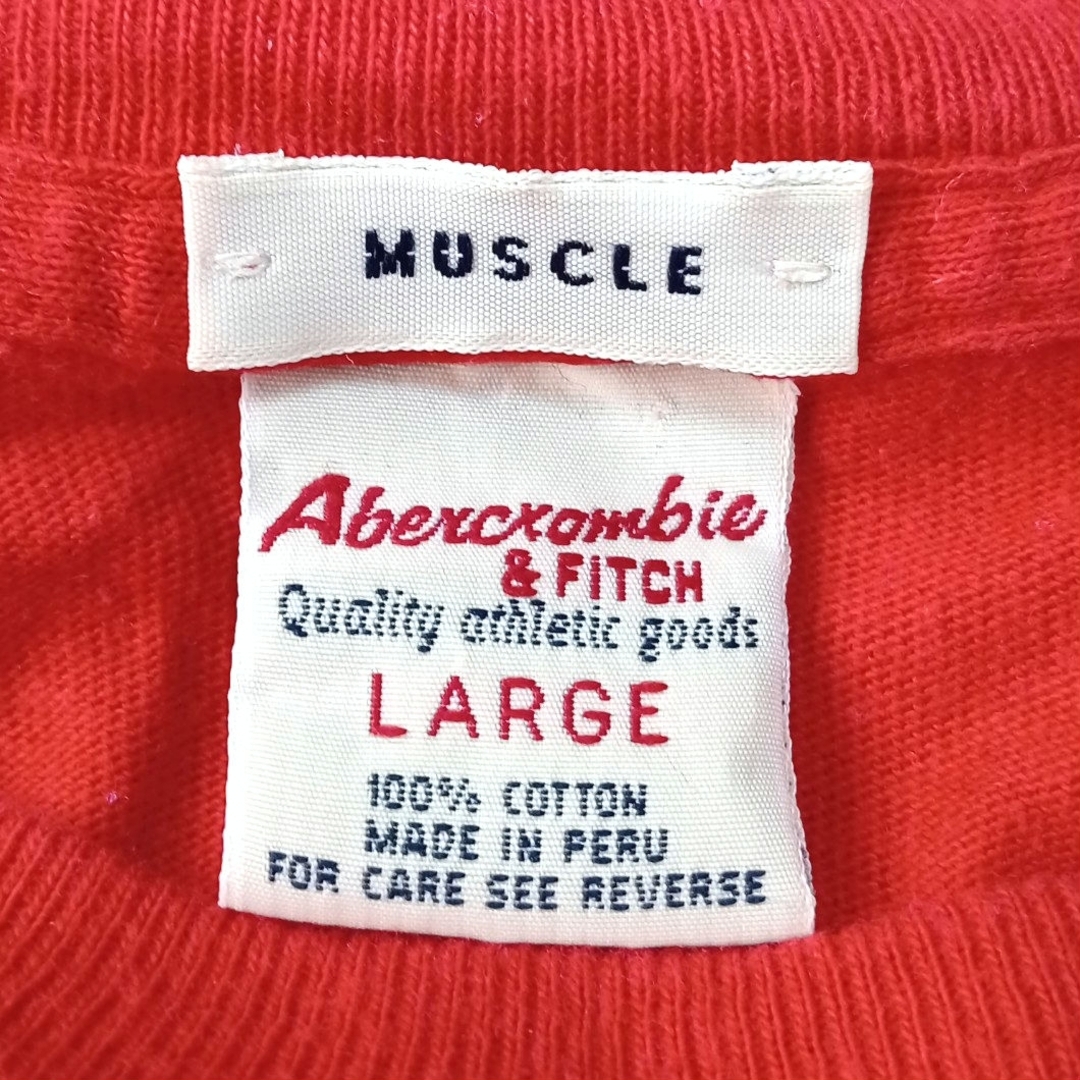 MUSCLE
Abercrombie
& FITCH
Quality athletic goods
LARGE
100% COTTON
MADE IN PERU
FOR CARE SEE REVERSE